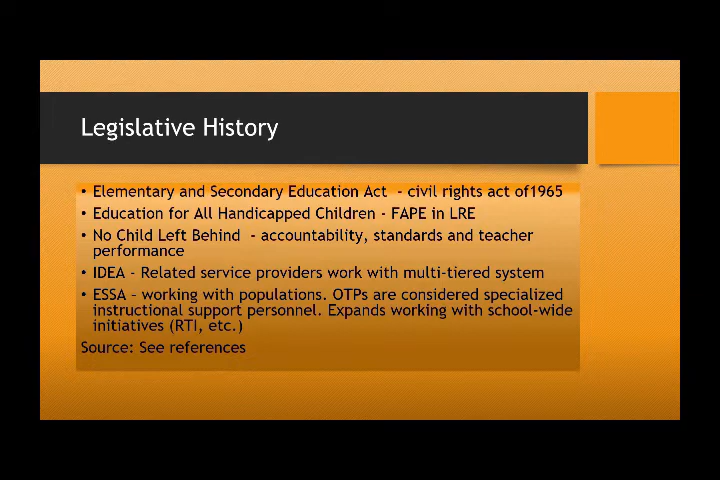 Legislative History
• Elementary and Secondary Education Act  - civil rights act of1965
• Education for All Handicapped Children - FAPE in LRE
• No Child Left Behind  - accountability, standards and teacher
performance
• IDEA - Related service providers work with multi-tiered system
• ESSA – working with populations. OTPs are considered specialized
instructional support personnel. Expands working with school-wide
initiatives (RTI, etc.)
Source: See references